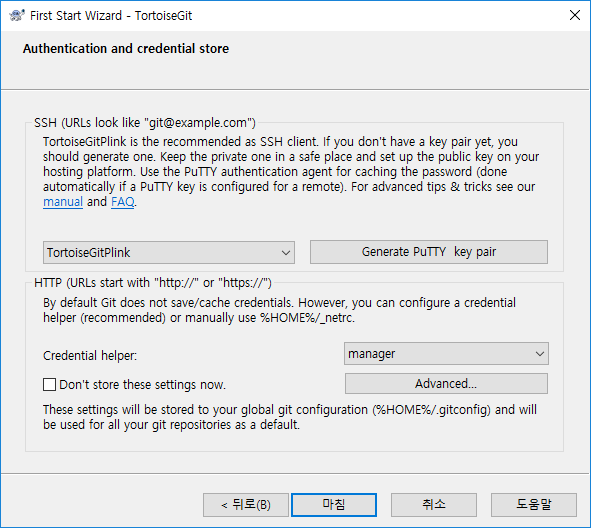 First Start Wizard - TortoiseGit
Authentication and credential store
SSH (URLs look like "git@example.com")
TortoiseGitPlink is the recommended as SSH client. If you don't have a key pair yet, you
should generate one. Keep the private one in a safe place and set up the public key on your
hosting platform. Use the PuTTY authentication agent for caching the password (done
automatically if a PuTTY key is configured for a remote). For advanced tips & tricks see our
manual and FAQ.
TortoiseGitPlink
Generate PuTTY key pair
HTTP (URLs start with "http://" or "https://")
By default Git does not save/cache credentials. However, you can configure a credential
helper (recommended) or manually use %HOME%/_netrc.
Credential helper:
manager
Don't store these settings now.
Advanced...
These settings will be stored to your global git configuration (%HOME%/.gitconfig) and will
be used for all your git repositories as a default.
< 뒤로(B)
마침
취소
도움말